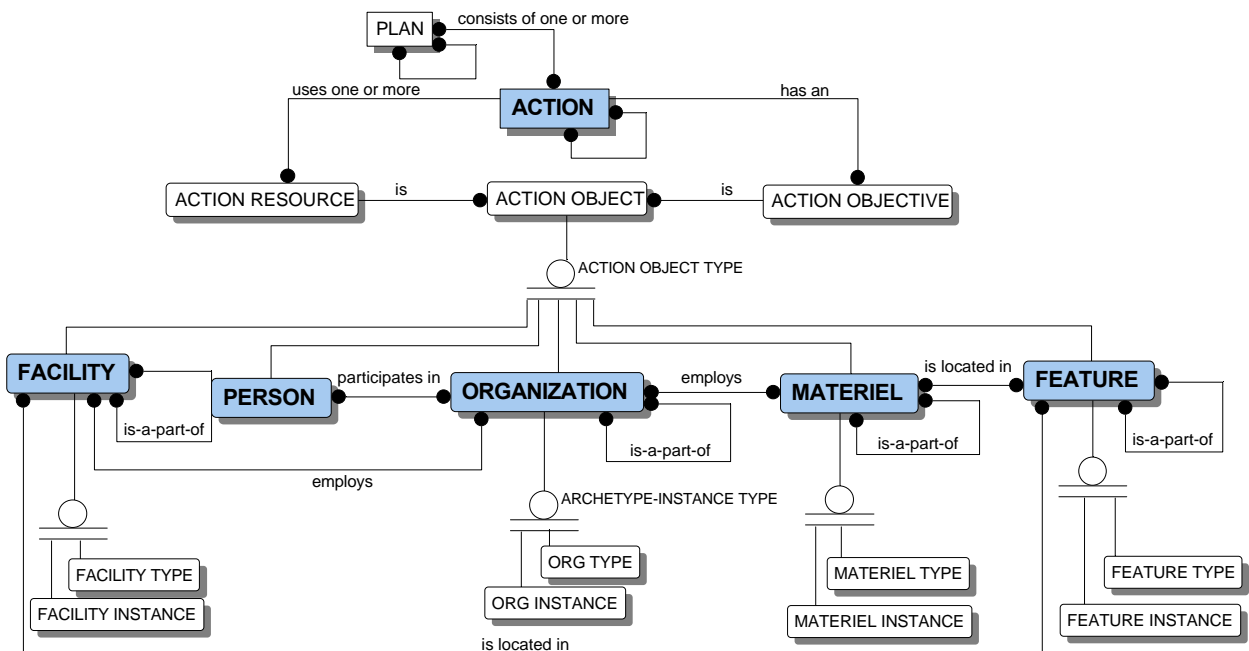 consists of one or more
PLAN
uses one or more
ACTION
has an
ACTION RESOURCE
is
ACTION OBJECT
is
ACTION OBJECTIVE
ACTION OBJECT TYPE
FACILITY
PERSON
participates in
ORGANIZATION
employs
MATERIEL
is located in
FEATURE
is-a-part-of
is-a-part-of
is-a-part-of
is-a-part-of
employs
ARCHETYPE-INSTANCE TYPE
FACILITY TYPE
FACILITY INSTANCE
ORG TYPE
ORG INSTANCE
MATERIEL TYPE
MATERIEL INSTANCE
FEATURE TYPE
FEATURE INSTANCE
is located in